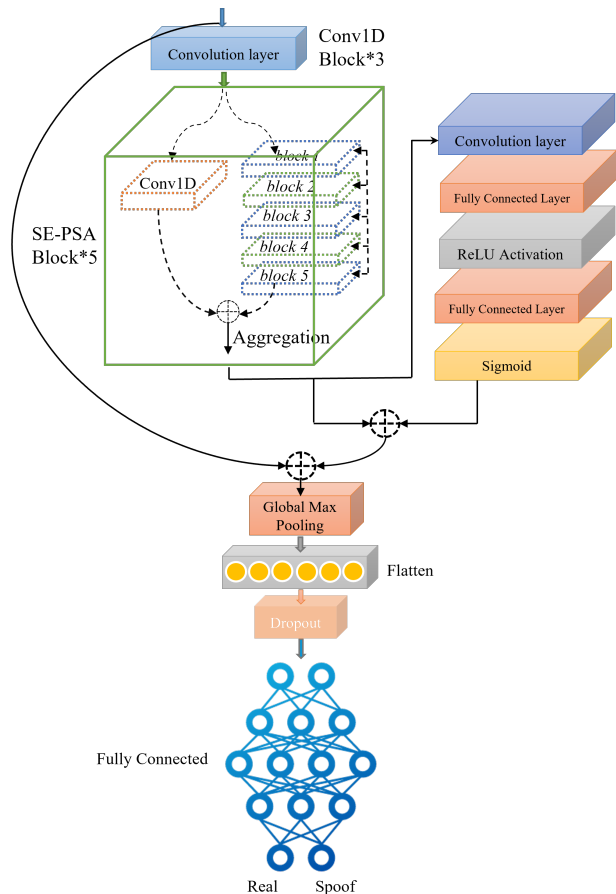 Convolution layer
Conv1D
Block*3
Conv1D
block 1
block 2
block 3
block 4
block 5
SE-PSA
Block*5
Aggregation
Convolution layer
Fully Connected Layer
ReLU Activation
Fully Connected Layer
Sigmoid
Global Max
Pooling
Flatten
Dropout
Fully Connected
Real
Spoof